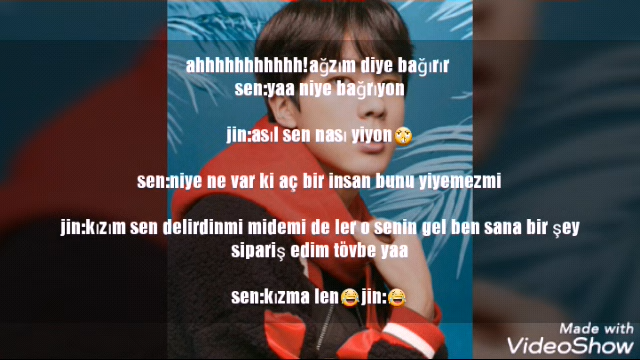 ahhhhhhhhhhh!ağzım diye bağırır
sen:yaa niye bağrıyon
jin:asıl sen nası yiyon🤫
sen:niye ne var ki aç bir insan bunu yiyemezmi
jin:kızım sen delirdinmi midemi de ler o senin gel ben sana bir şey
sipariş edim tövbe yaa
sen:kızma len😂jin:😂
Made with
VideoShow